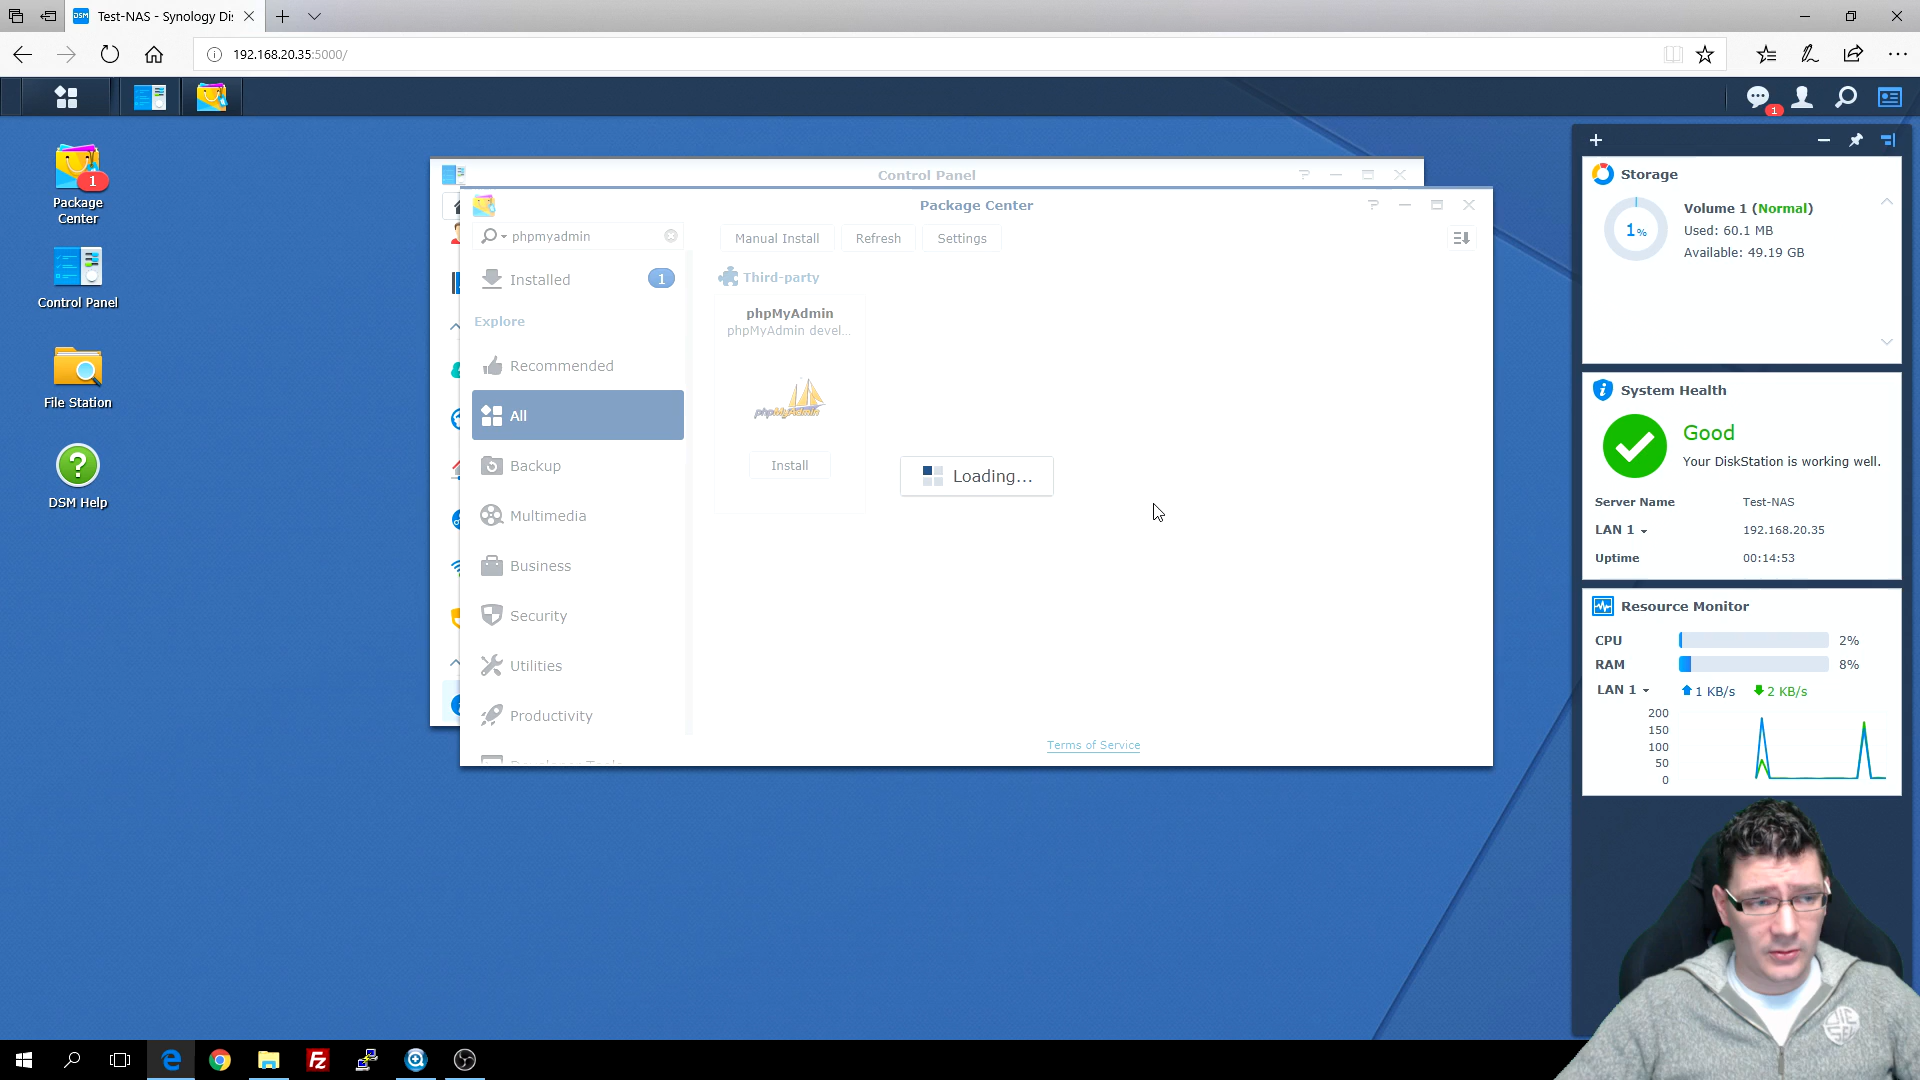 Test-NAS - Synology Di
192.168.20.35:5000/
1
1
Package
Center
Control Panel
File Station
DSM Help
Control Panel
Package Center
phpmyadmin
Manual Install
Refresh
Settings
Installed
1
Explore
Recommended
All
Backup
Multimedia
Business
Security
Utilities
Productivity
Developer Tools
Third-party
phpMyAdmin
phpMyAdmin devel...
phpMyAdmin
Install
Loading...
Terms of Service
Storage
1%
Volume 1 (Normal)
Used: 60.1 MB
Available: 49.19 GB
System Health
Good
Your DiskStation is working well.
Server Name Test-NAS
LAN 1 192.168.20.35
Uptime 00:14:53
Resource Monitor
CPU 2%
RAM 8%
LAN 1 1 KB/s 2 KB/s
200
150
100
50
0